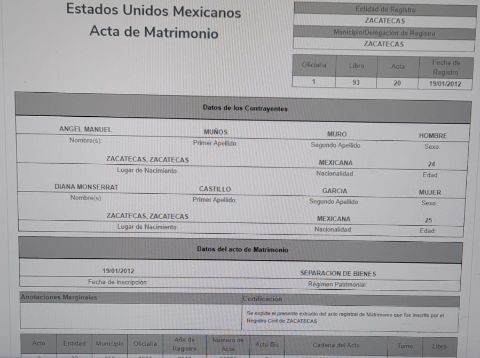 Estados Unidos Mexicanos
Acta de Matrimonio
Entidad de Registro
ZACATECAS
Municipio/Delegación de Registro
ZACATECAS
Oficialía Libro Acta Fecha de Registro
1 93 20 19/01/2012
Datos de los Contrayentes
ANGEL MANUEL MUÑOS MURO HOMBRE
Nombre(s): Primer Apellido: Segundo Apellido: Sexo:
ZACATECAS, ZACATECAS MEXICANA 24
Lugar de Nacimiento: Nacionalidad: Edad:
DIANA MONSERRAT CASTILLO GARCIA MUJER
Nombre(s): Primer Apellido: Segundo Apellido: Sexo:
ZACATECAS, ZACATECAS MEXICANA 25
Lugar de Nacimiento: Nacionalidad: Edad:
Datos del acto de Matrimonio
19/01/2012 SEPARACION DE BIENES
Fecha de Inscripción: Régimen Patrimonial:
Anotaciones Marginales Certificación
Se expide el presente extracto del acto registral de Matrimonio que fue inscrito por el
Registro Civil de ZACATECAS
Acto Entidad Municipio Oficialía Año de Registro Número de Acta Acta Bis Cadena del Acto Tomo Libro